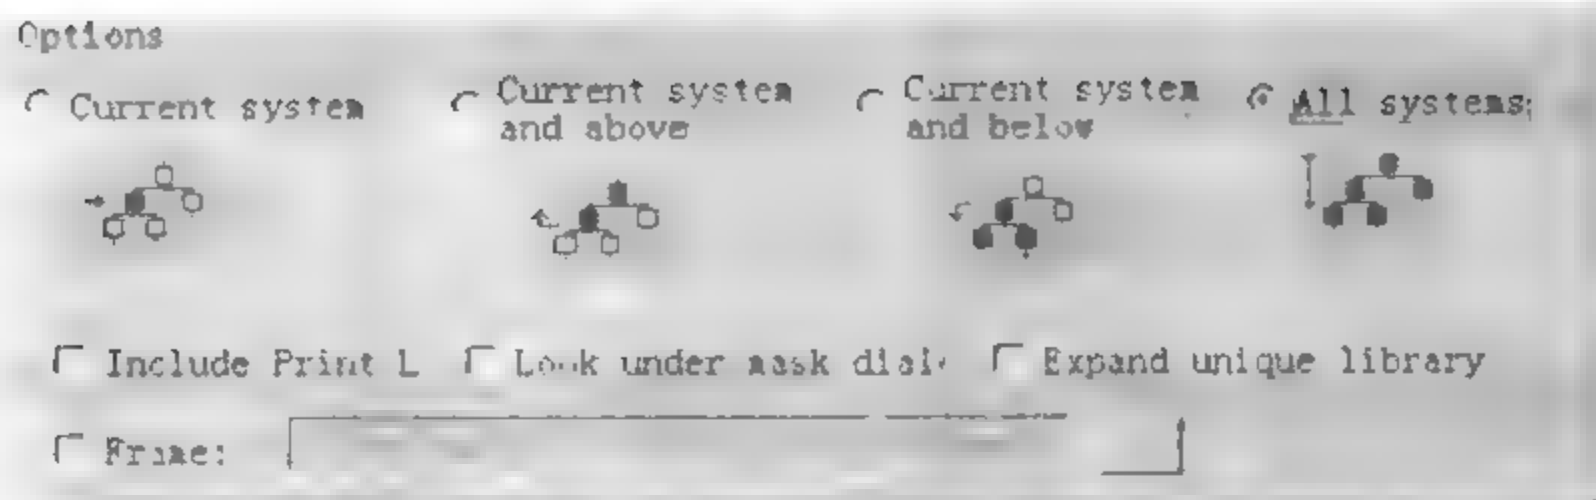 Options
Current system
Current system
and above
Current system
and below
All systems
Include Print L
Look under mask dial
Expand unique library
Frame: